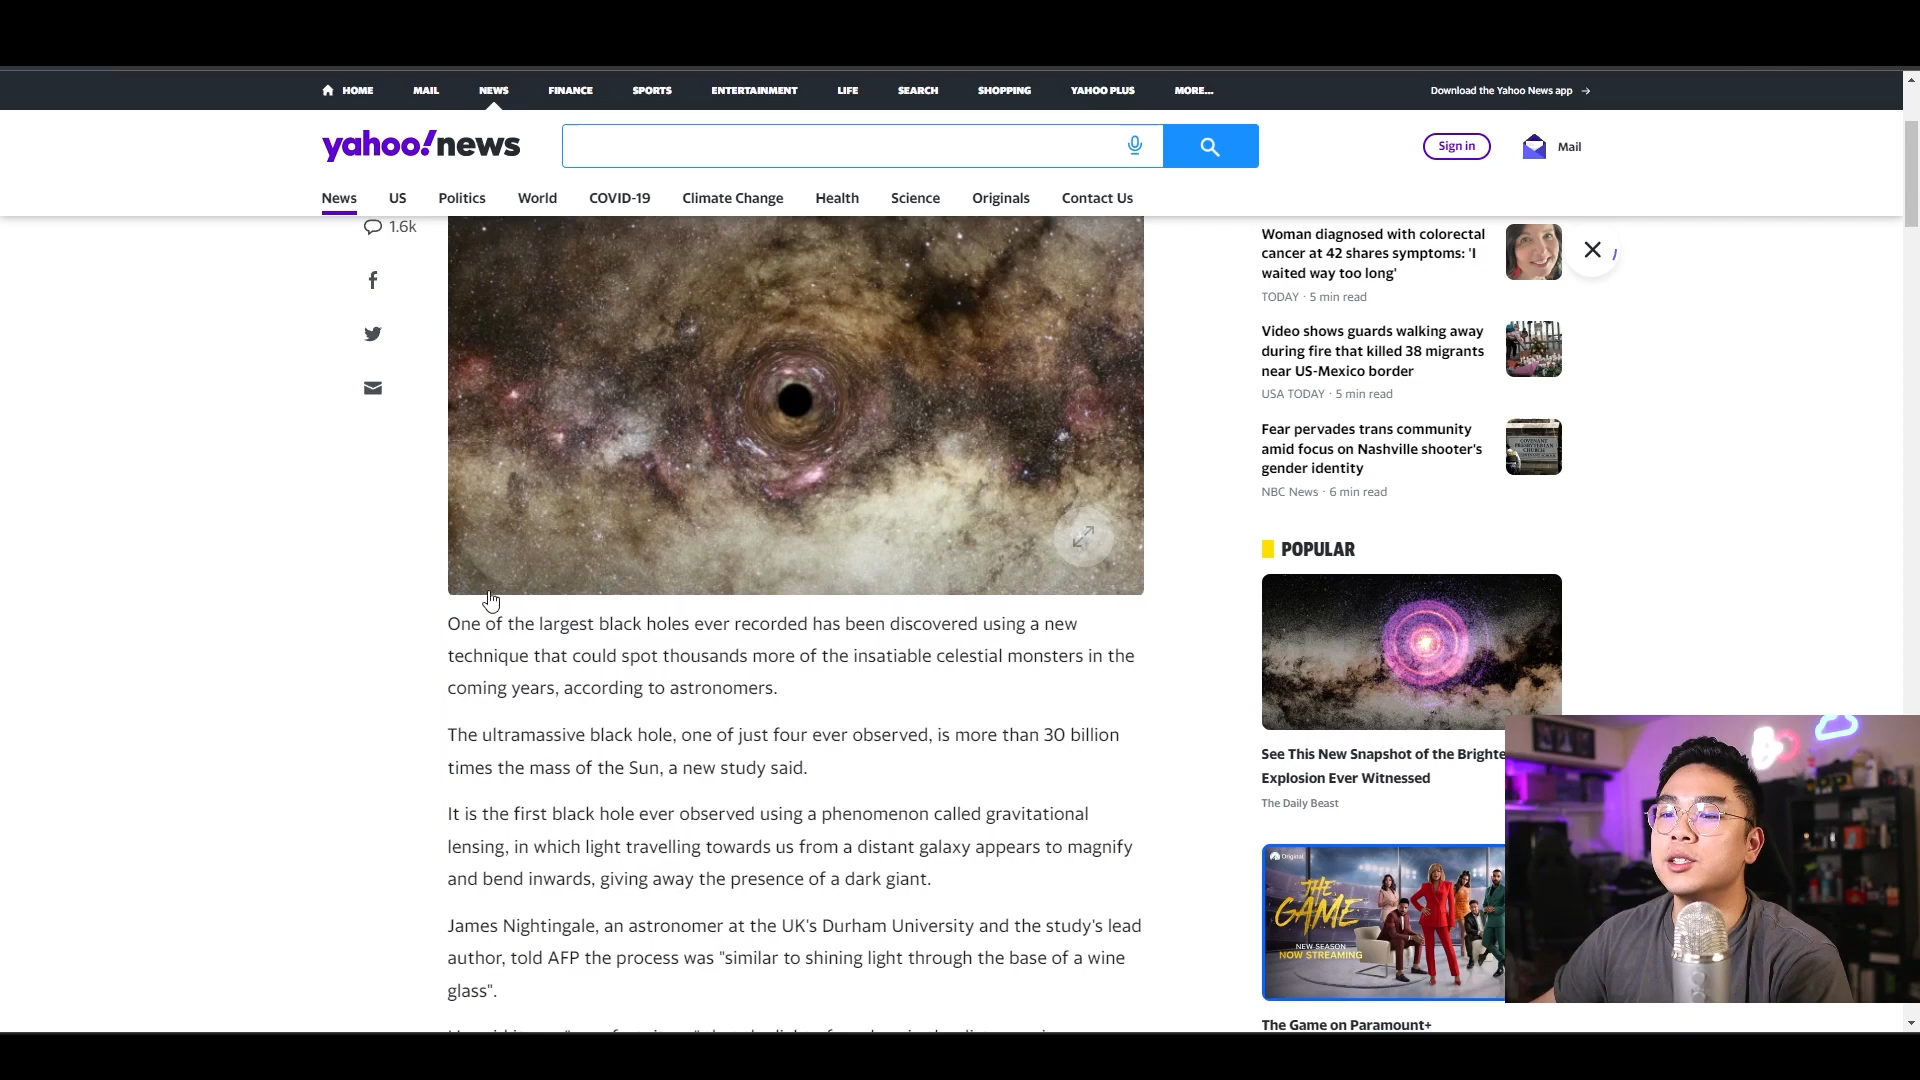 HOME MAIL NEWS FINANCE SPORTS ENTERTAINMENT LIFE SEARCH SHOPPING YAHOO PLUS MORE... Download the Yahoo News app →
yahoo!news
Sign in
Mail
News US Politics World COVID-19 Climate Change Health Science Originals Contact Us
1.6k
One of the largest black holes ever recorded has been discovered using a new
technique that could spot thousands more of the insatiable celestial monsters in the
coming years, according to astronomers.
The ultramassive black hole, one of just four ever observed, is more than 30 billion
times the mass of the Sun, a new study said.
It is the first black hole ever observed using a phenomenon called gravitational
lensing, in which light travelling towards us from a distant galaxy appears to magnify
and bend inwards, giving away the presence of a dark giant.
James Nightingale, an astronomer at the UK's Durham University and the study's lead
author, told AFP the process was "similar to shining light through the base of a wine
glass".
Woman diagnosed with colorectal
cancer at 42 shares symptoms: 'I
waited way too long'
TODAY · 5 min read
Video shows guards walking away
during fire that killed 38 migrants
near US-Mexico border
USA TODAY · 5 min read
Fear pervades trans community
amid focus on Nashville shooter's
gender identity
NBC News · 6 min read
COVENANT
PRESBYTERIAN
CHURCH
POPULAR
See This New Snapshot of the Brighte
Explosion Ever Witnessed
The Daily Beast
Original
THE
GAME
NEW SEASON
NOW STREAMING
The Game on Paramount+